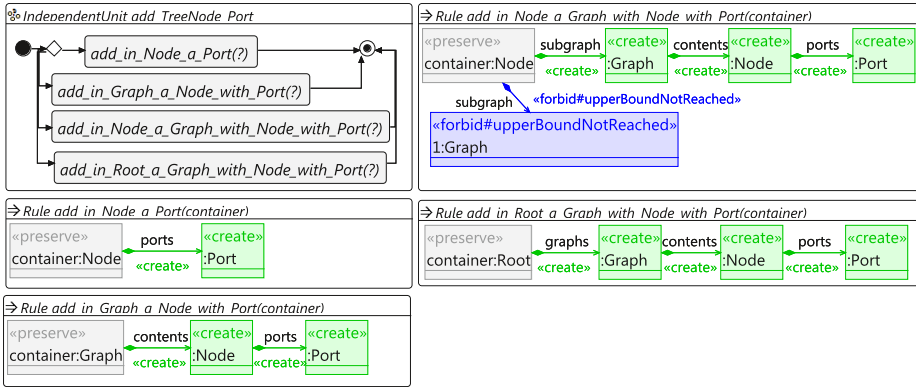 IndependentUnit add_TreeNode_Port
add_in_Node_a_Port(?)
add_in_Graph_a_Node_with_Port(?)
add_in_Node_a_Graph_with_Node_with_Port(?)
add_in_Root_a_Graph_with_Node_with_Port(?)
Rule add_in_Node_a_Graph_with_Node_with_Port(container)
«preserve» subgraph «create» contents «create» ports «create»
container:Node «create» :Graph «create» :Node «create» :Port
subgraph «forbid#upperBoundNotReached»
«forbid#upperBoundNotReached»
1:Graph
Rule add_in_Node_a_Port(container)
«preserve» ports «create»
container:Node «create» :Port
Rule add_in_Root_a_Graph_with_Node_with_Port(container)
«preserve» graphs «create» contents «create» ports «create»
container:Root «create» :Graph «create» :Node «create» :Port
Rule add_in_Graph_a_Node_with_Port(container)
«preserve» contents «create» ports «create»
container:Graph «create» :Node «create» :Port